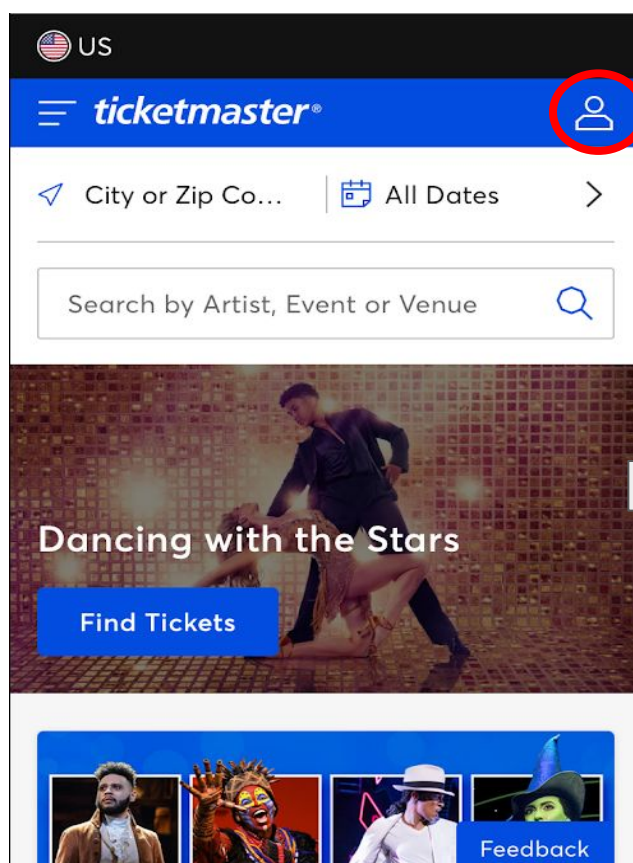 US
ticketmaster®
City or Zip Co... All Dates
Search by Artist, Event or Venue
Dancing with the Stars
Find Tickets
Feedback